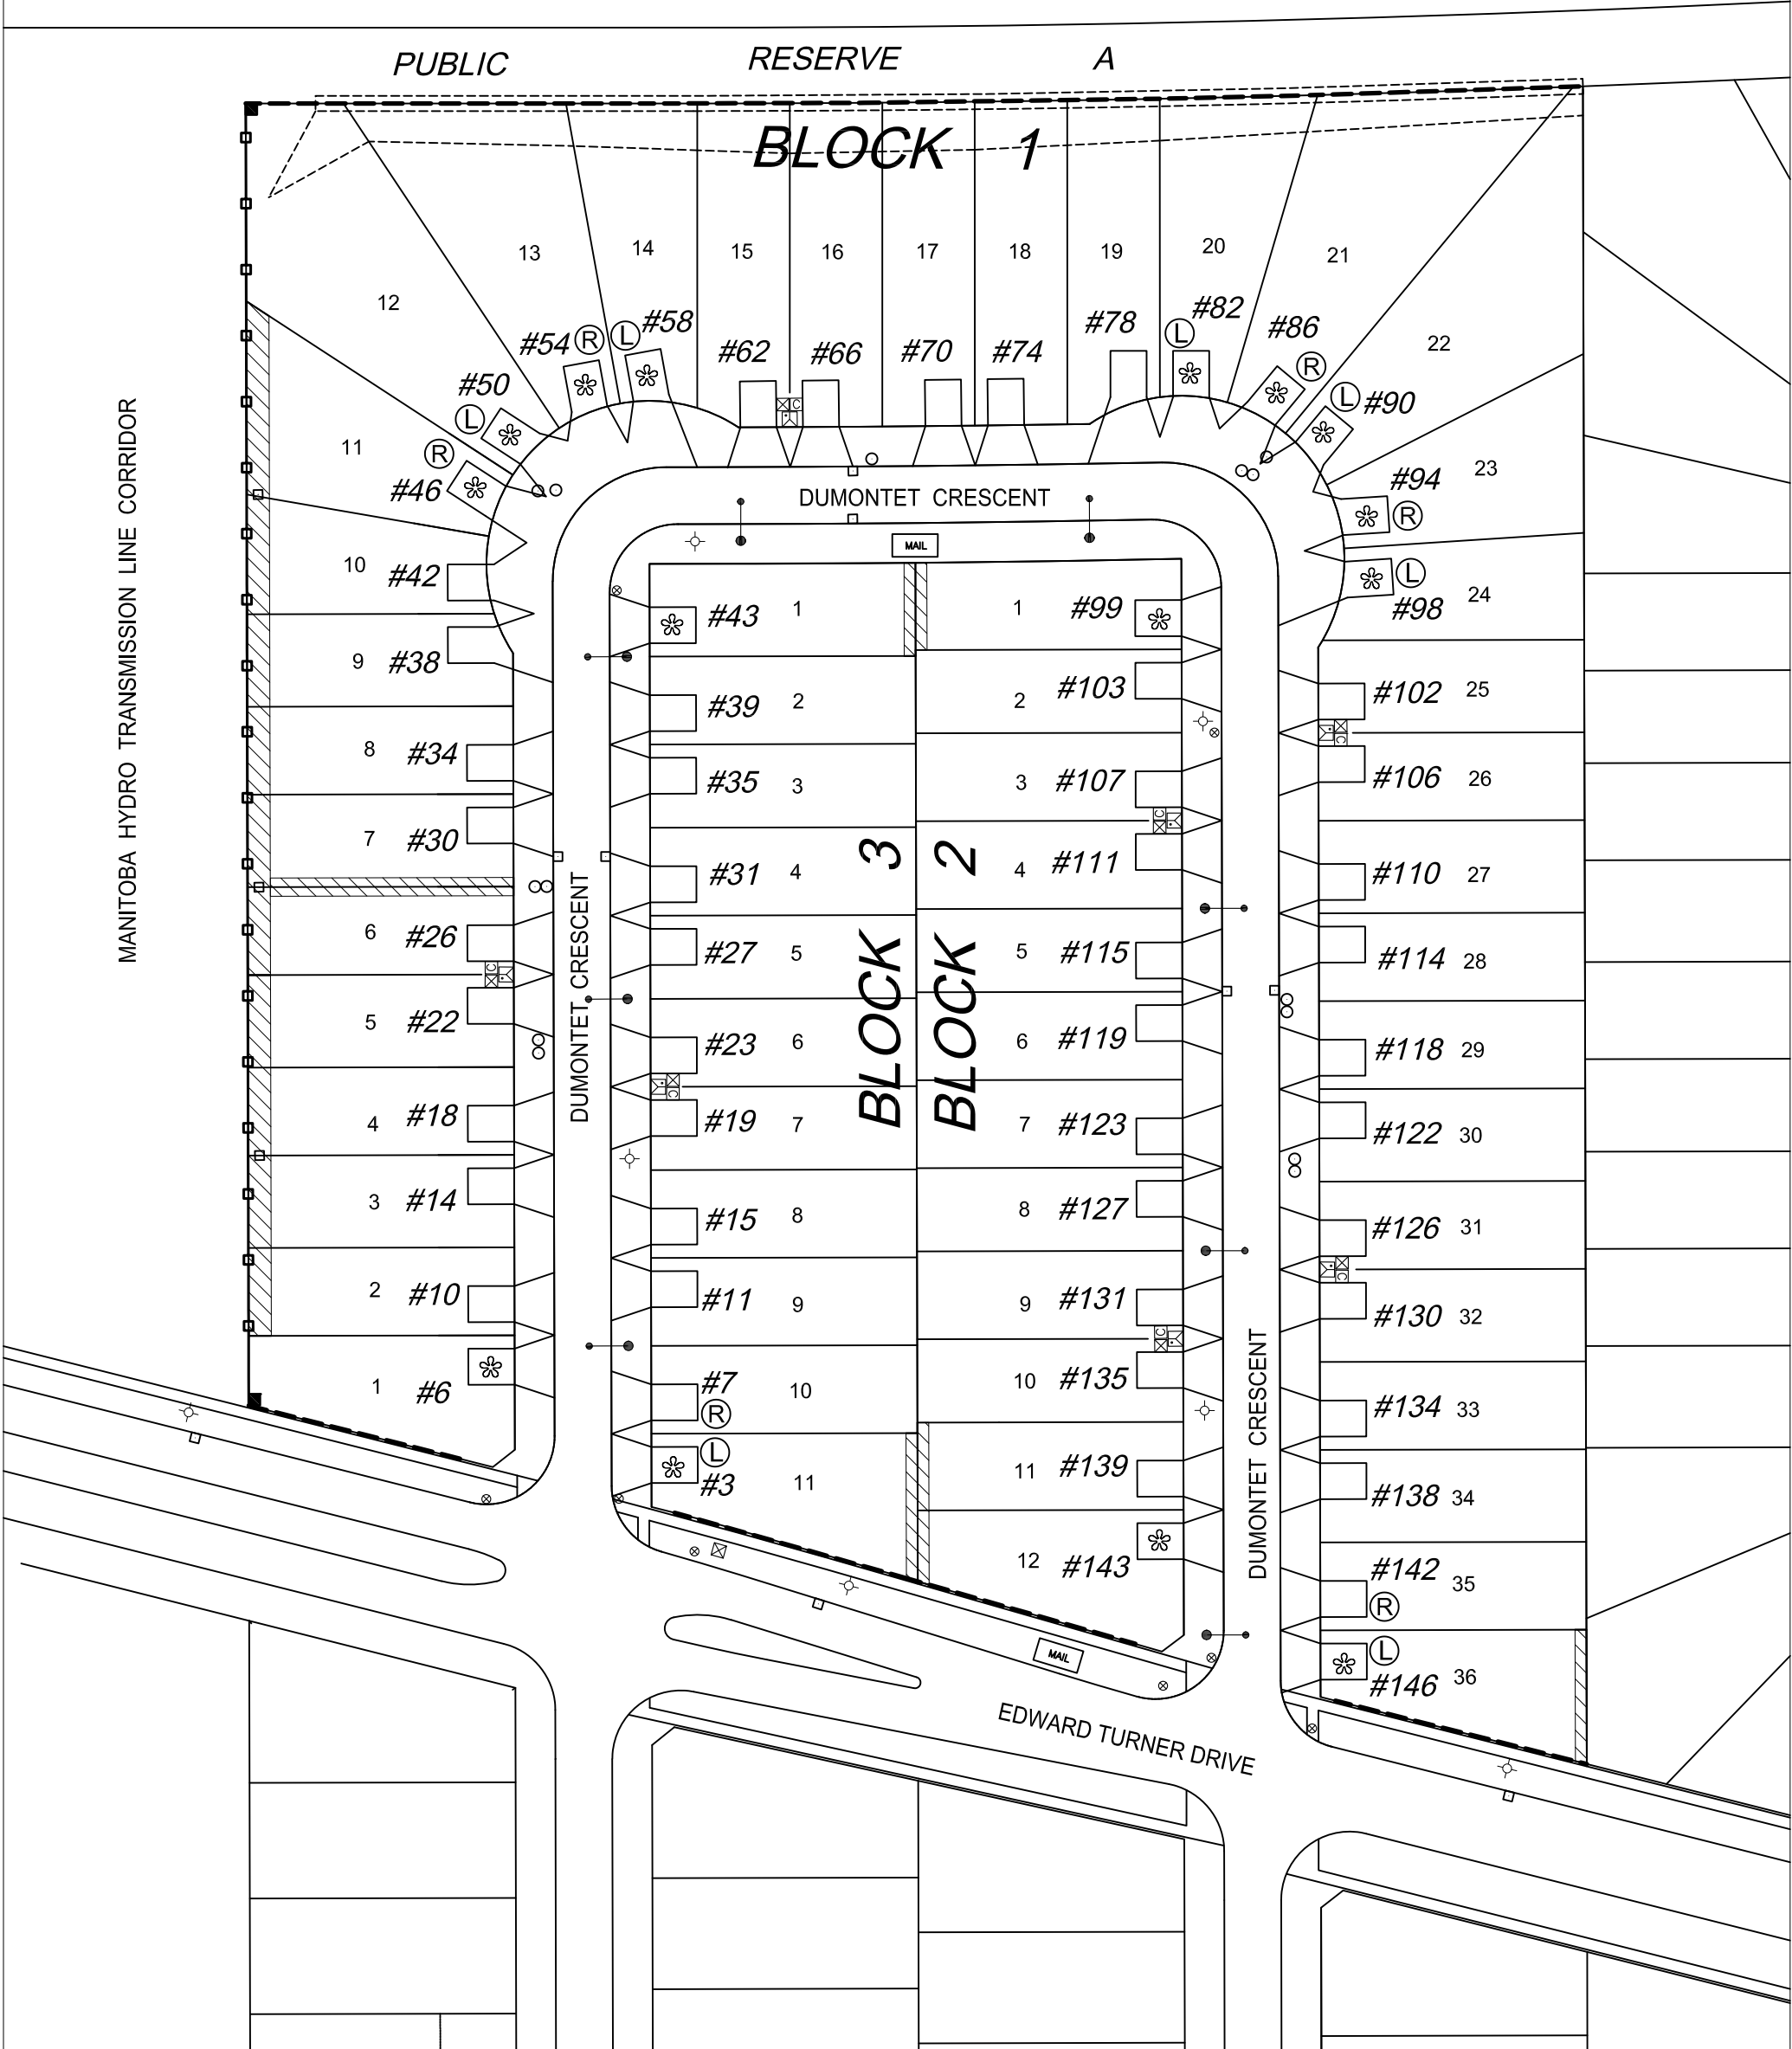 PUBLIC RESERVE A
BLOCK 1
MANITOBA HYDRO TRANSMISSION LINE CORRIDOR
12
13
14
15
16
17
18
19
20
21
22
11
10
9
8
7
6
5
4
3
2
1
#50
L
#54 R
L #58
#62
#66
#70
#74
#78
#82
L
#86
R
L #90
R
#46
#42
#38
#34
#30
#26
#22
#18
#14
#10
#6
C
DUMONTET CRESCENT
MAIL
DUMONTET CRESCENT
C
#43 1
#39 2
#35 3
#31 4
#27 5
#23 6
C
#19 7
#15 8
#11 9
#7 10
R
L
#3 11
BLOCK 3
BLOCK 2
1 #99
2 #103
3 #107
C
4 #111
5 #115
6 #119
7 #123
8 #127
9 #131
C
10 #135
11 #139
12 #143
DUMONTET CRESCENT
#94 23
R
L
#98 24
#102 25
C
#106 26
#110 27
#114 28
#118 29
#122 30
#126 31
C
#130 32
#134 33
#138 34
#142 35
R
L
#146 36
MAIL
EDWARD TURNER DRIVE